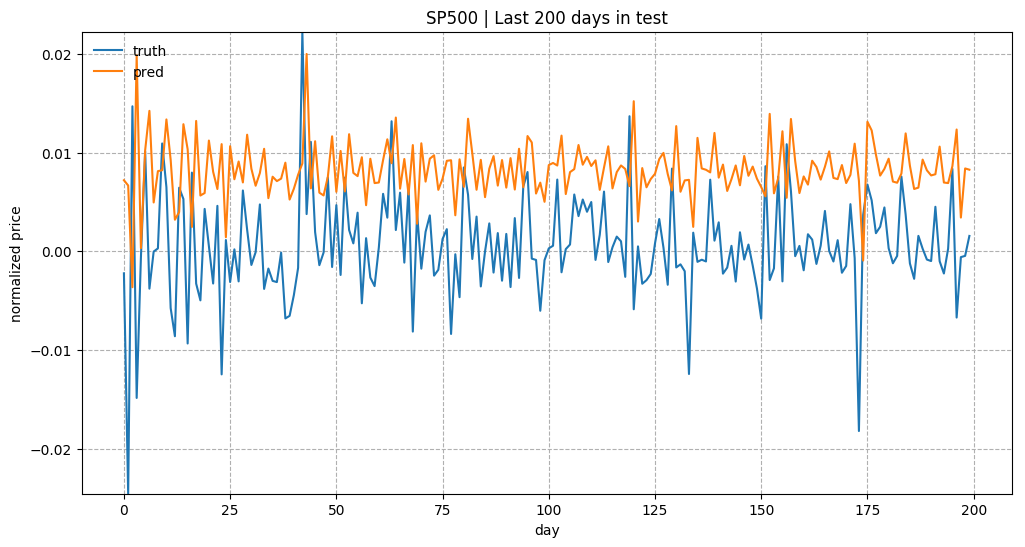 SP500 | Last 200 days in test
truth
pred
normalized price
0.02
0.01
0.00
−0.01
−0.02
0 25 50 75 100 125 150 175 200
day